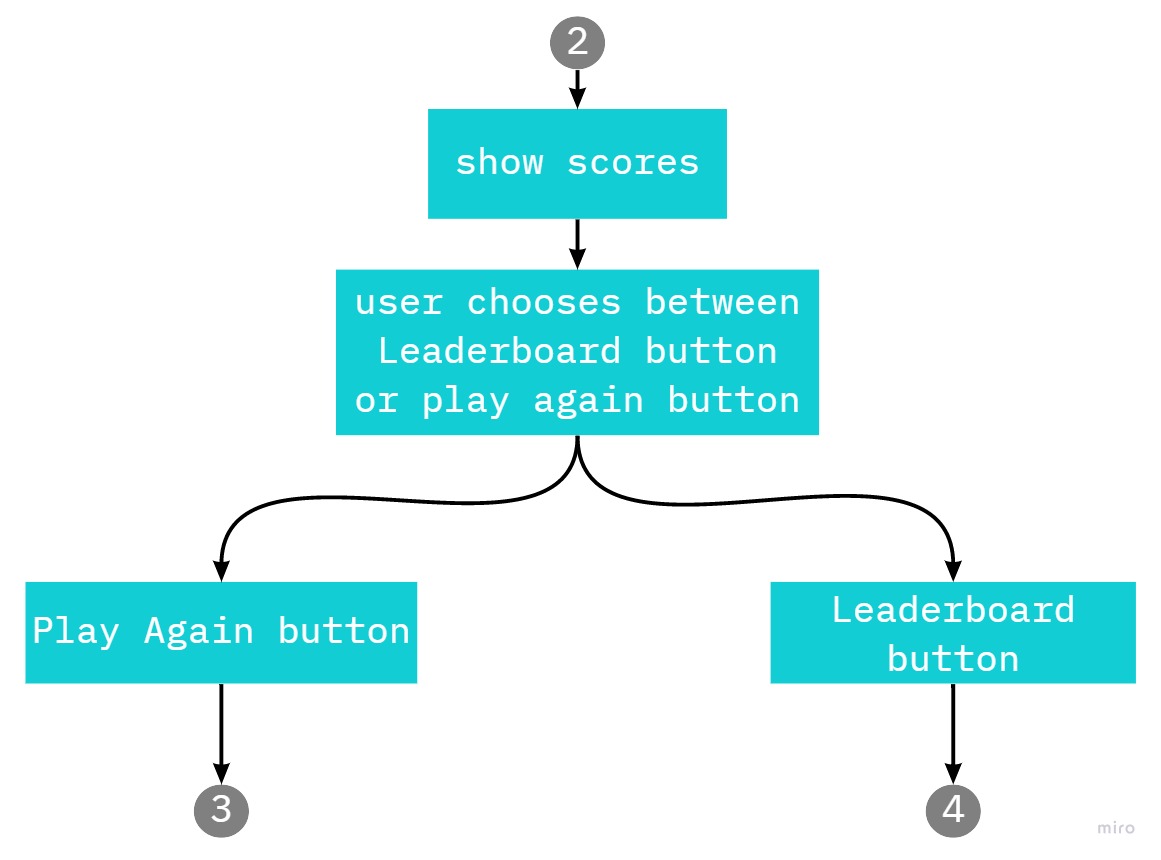 2
show scores
user chooses between
Leaderboard button
or play again button
Play Again button
Leaderboard
button
3
4
miro